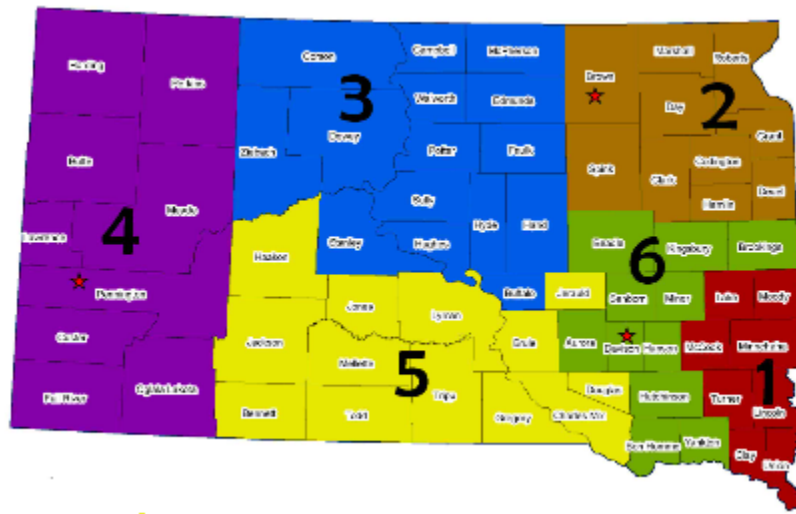 Harding
Perkins
Butte
Meade
Lawrence
4
Pennington
Custer
Fall River
Oglala Lakota
Corson
3
Campbell
McPherson
Walworth
Edmunds
Dewey
Ziebach
Potter
Faulk
Sully
Hyde
Hand
Stanley
Hughes
Buffalo
Brown
Marshall
Roberts
Day
2
Grant
Spink
Clark
Codington
Hamlin
Deuel
Haakon
Jones
Lyman
Jerauld
Jackson
Mellette
Brule
5
Tripp
Bennett
Todd
Gregory
Charles Mix
Douglas
Beadle
6
Kingsbury
Brookings
Sanborn
Miner
Aurora
Davison
Hanson
Hutchinson
Bon Homme
Yankton
Lake
Moody
McCook
Minnehaha
1
Turner
Lincoln
Clay
Union